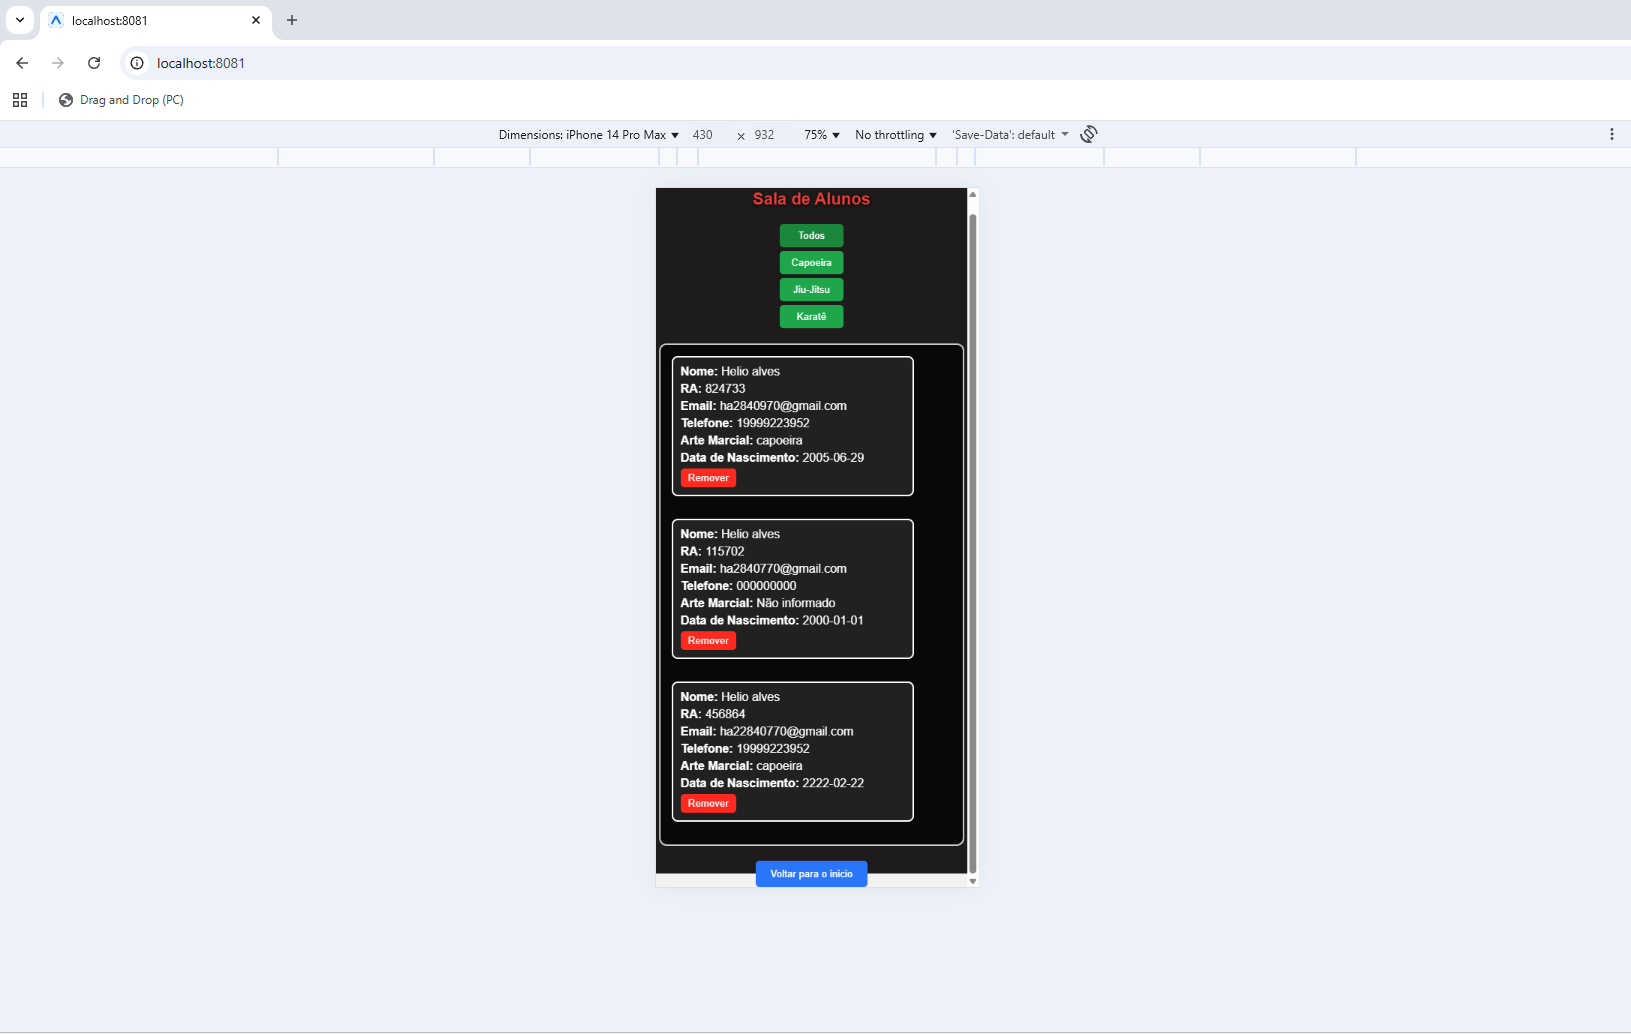 localhost:8081
localhost:8081
Drag and Drop (PC)
Dimensions: iPhone 14 Pro Max 430 × 932 75% No throttling 'Save-Data': default
Sala de Alunos
Todos
Capoeira
Jiu-Jitsu
Karatê
Nome: Helio alves
RA: 824733
Email: ha2840970@gmail.com
Telefone: 19999223952
Arte Marcial: capoeira
Data de Nascimento: 2005-06-29
Remover
Nome: Helio alves
RA: 115702
Email: ha2840770@gmail.com
Telefone: 000000000
Arte Marcial: Não informado
Data de Nascimento: 2000-01-01
Remover
Nome: Helio alves
RA: 456864
Email: ha22840770@gmail.com
Telefone: 19999223952
Arte Marcial: capoeira
Data de Nascimento: 2222-02-22
Remover
Voltar para o inicio